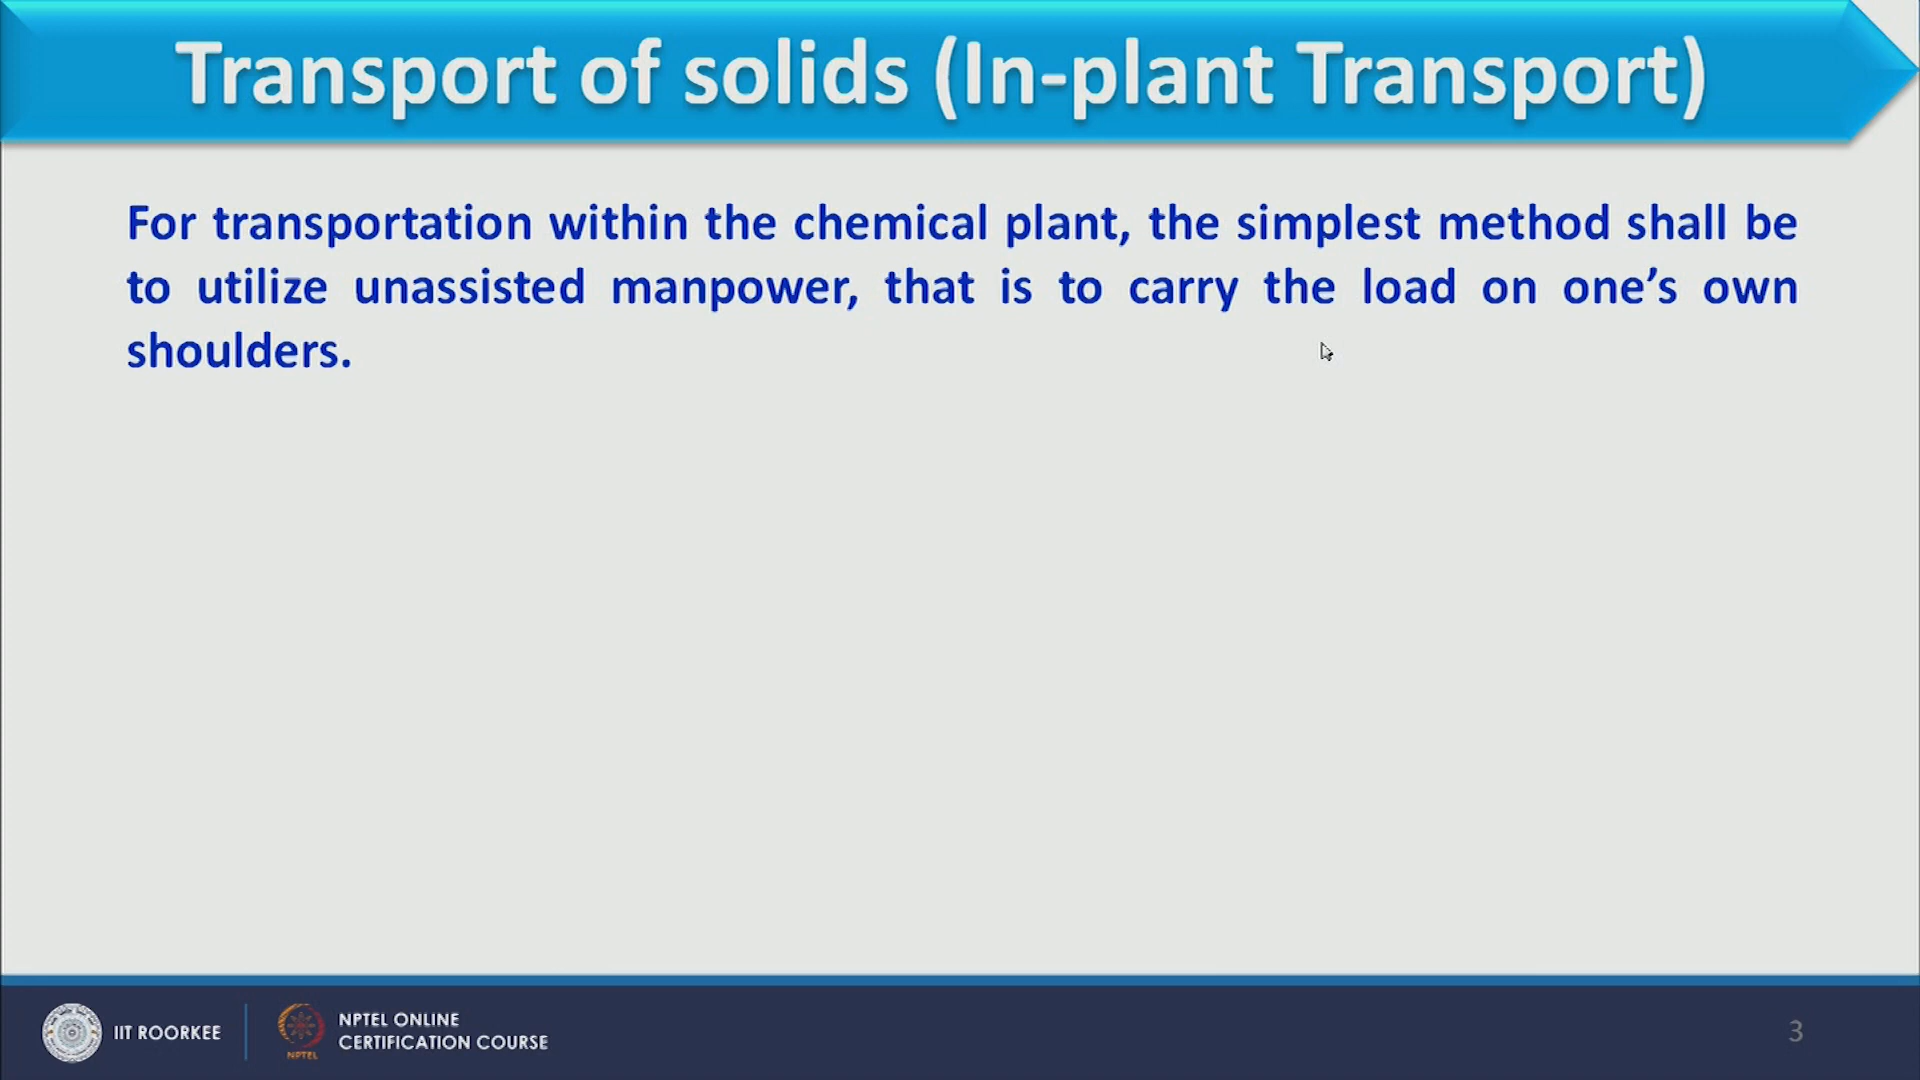 Transport of solids (In-plant Transport)
For transportation within the chemical plant, the simplest method shall be
to utilize unassisted manpower, that is to carry the load on one’s own
shoulders.
IIT ROORKEE
NPTEL
NPTEL ONLINE
CERTIFICATION COURSE
3